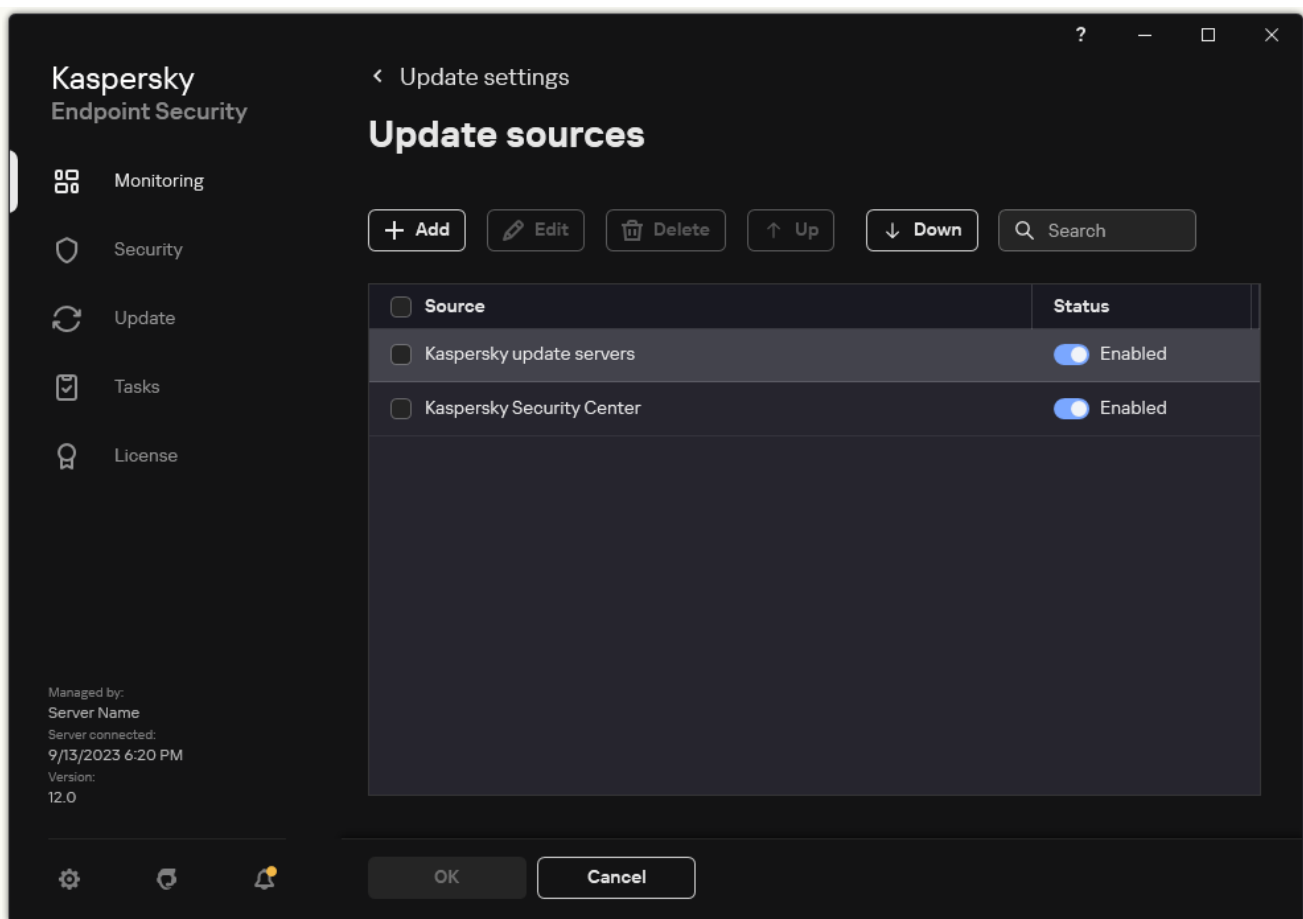 ?
Kaspersky
Endpoint Security
Update settings
Update sources
Monitoring
Security
Update
Tasks
License
Add Edit Delete Up Down Search
Source Status
Kaspersky update servers Enabled
Kaspersky Security Center Enabled
Managed by:
Server Name
Server connected:
9/13/2023 6:20 PM
Version:
12.0
OK Cancel